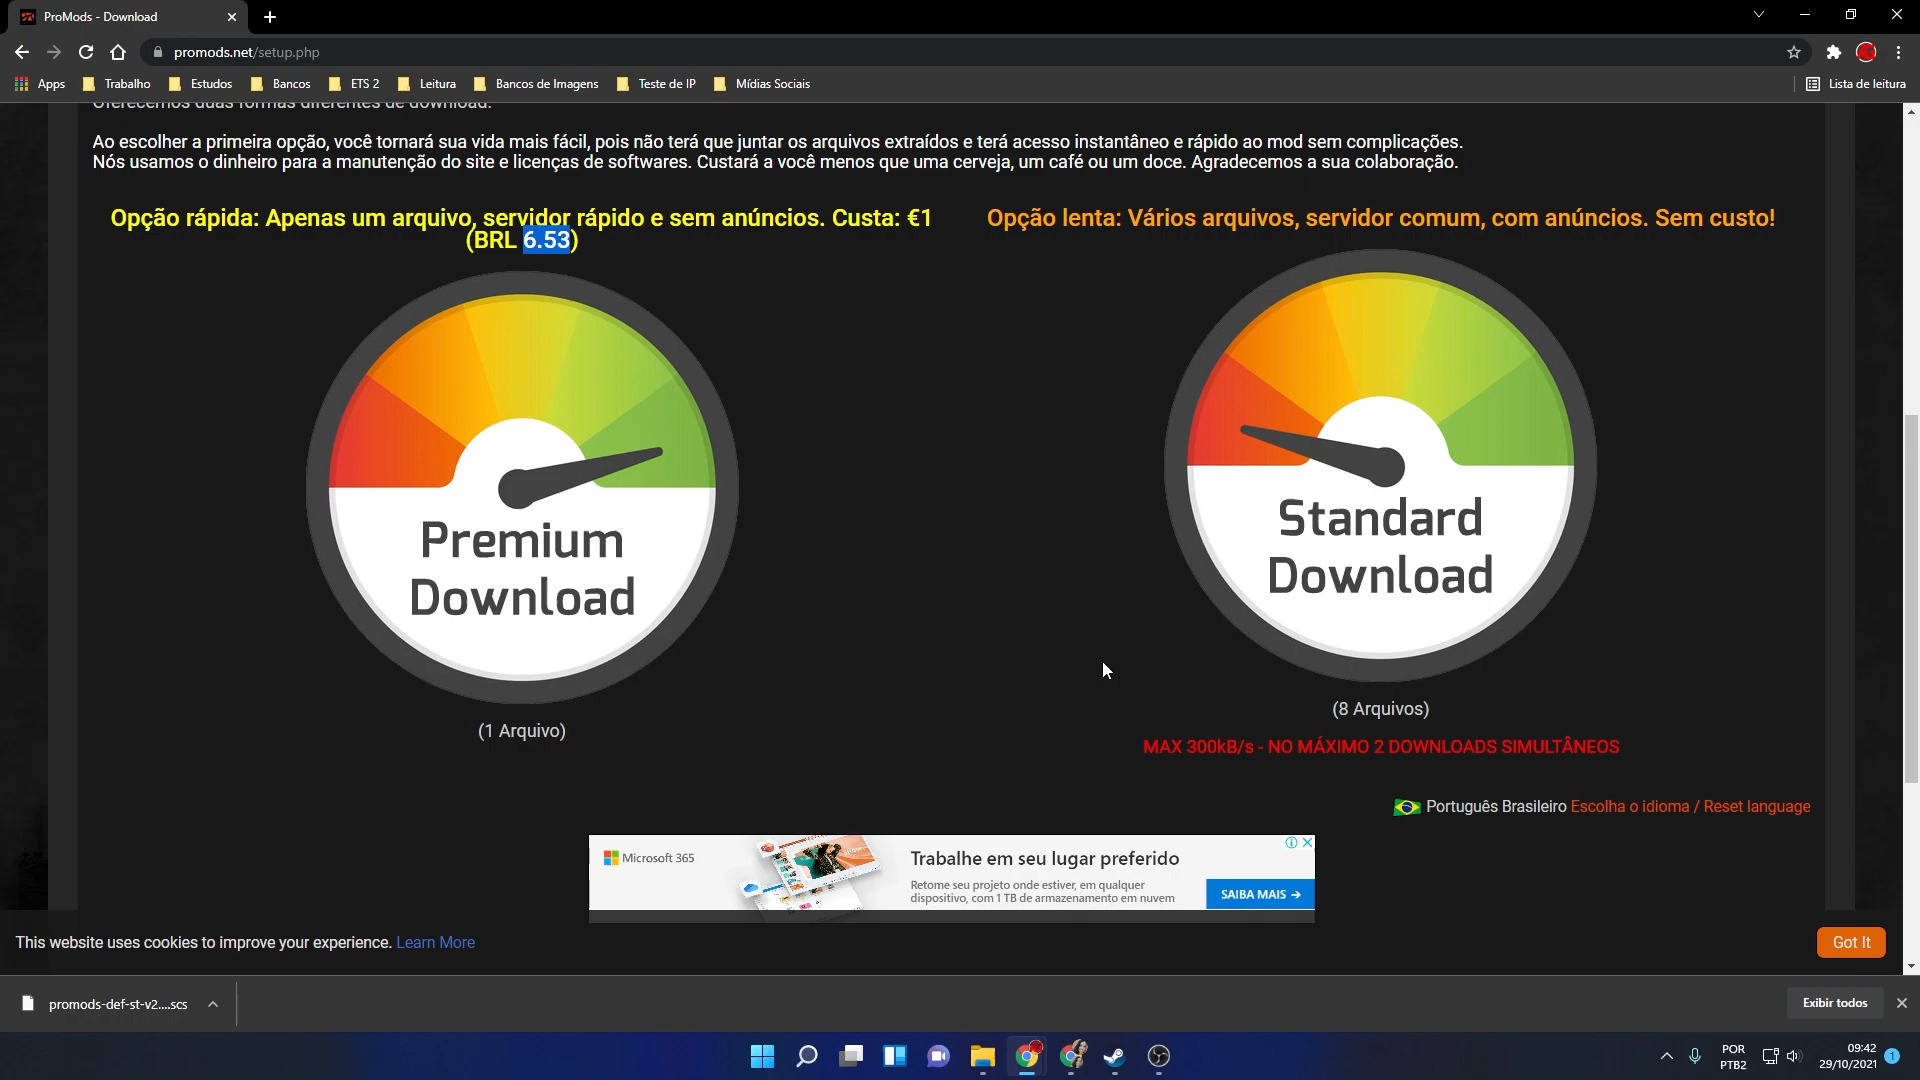 ProMods - Download
promods.net/setup.php
Apps Trabalho Estudos Bancos ETS 2 Leitura Bancos de Imagens Teste de IP Mídias Sociais Lista de leitura
Oferecemos duas formas diferentes de download:
Ao escolher a primeira opção, você tornará sua vida mais fácil, pois não terá que juntar os arquivos extraídos e terá acesso instantâneo e rápido ao mod sem complicações.
Nós usamos o dinheiro para a manutenção do site e licenças de softwares. Custará a você menos que uma cerveja, um café ou um doce. Agradecemos a sua colaboração.
Opção rápida: Apenas um arquivo, servidor rápido e sem anúncios. Custa: €1
(BRL 6.53)
Opção lenta: Vários arquivos, servidor comum, com anúncios. Sem custo!
Premium
Download
(1 Arquivo)
Standard
Download
(8 Arquivos)
MAX 300kB/s - NO MÁXIMO 2 DOWNLOADS SIMULTÂNEOS
Português Brasileiro Escolha o idioma / Reset language
Microsoft 365
Trabalhe em seu lugar preferido
Retome seu projeto onde estiver, em qualquer
dispositivo, com 1 TB de armazenamento em nuvem
SAIBA MAIS →
This website uses cookies to improve your experience. Learn More
Got It
promods-def-st-v2....scs
Exibir todos
POR
PTB2
09:42
29/10/2021
1